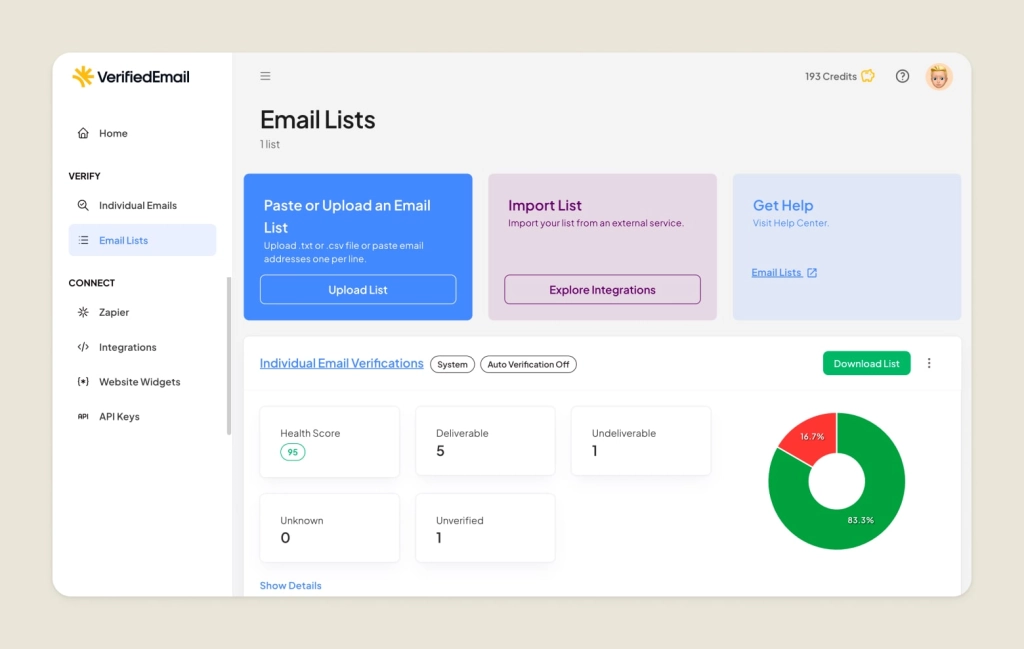 VerifiedEmail
Home
VERIFY
Individual Emails
Email Lists
CONNECT
Zapier
</> Integrations
Website Widgets
API API Keys
193 Credits
Email Lists
1 list
Paste or Upload an Email
List
Upload .txt or .csv file or paste email
addresses one per line.
Upload List
Import List
Import your list from an external service.
Explore Integrations
Get Help
Visit Help Center.
Email Lists
Individual Email Verifications System Auto Verification Off
Download List
Health Score
95
Deliverable
5
Undeliverable
1
Unknown
0
Unverified
1
16.7%
83.3%
Show Details